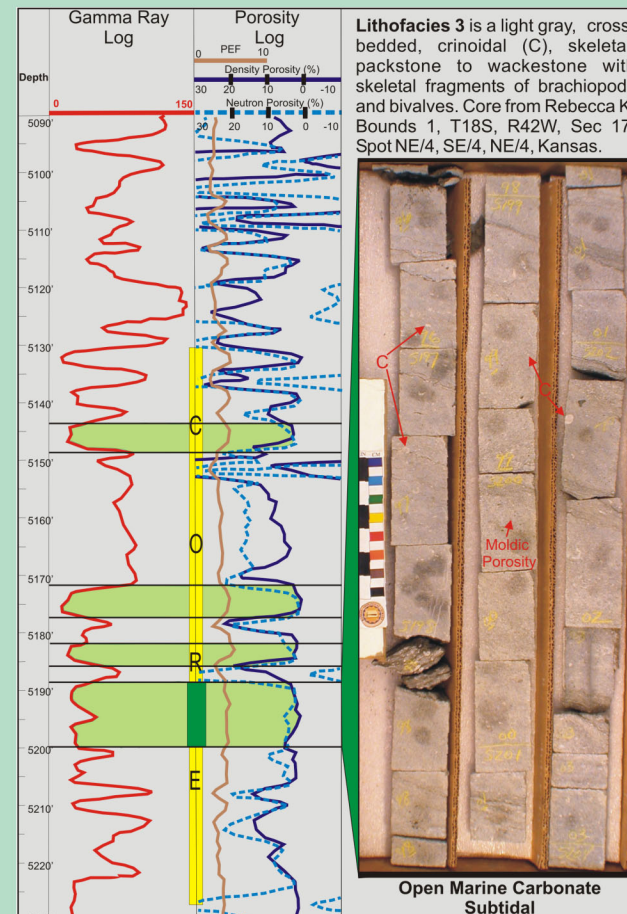 Gamma Ray
Log
Porosity
Log
Depth
0 PEF 10
Density Porosity (%)
30 20 10 0 -10
Neutron Porosity (%)
0 150
30 20 10 0 -10
5090'
5100'
5110'
5120'
5130'
5140'
5150'
5160'
5170'
5180'
5190'
5200'
5210'
5220'
C
O
R
E
Lithofacies 3 is a light gray, cross
bedded, crinoidal (C), skeleta
packstone to wackestone wit
skeletal fragments of brachiopod
and bivalves. Core from Rebecca K
Bounds 1, T18S, R42W, Sec 17
Spot NE/4, SE/4, NE/4, Kansas.
C
C
Moldic
Porosity
Open Marine Carbonate
Subtidal